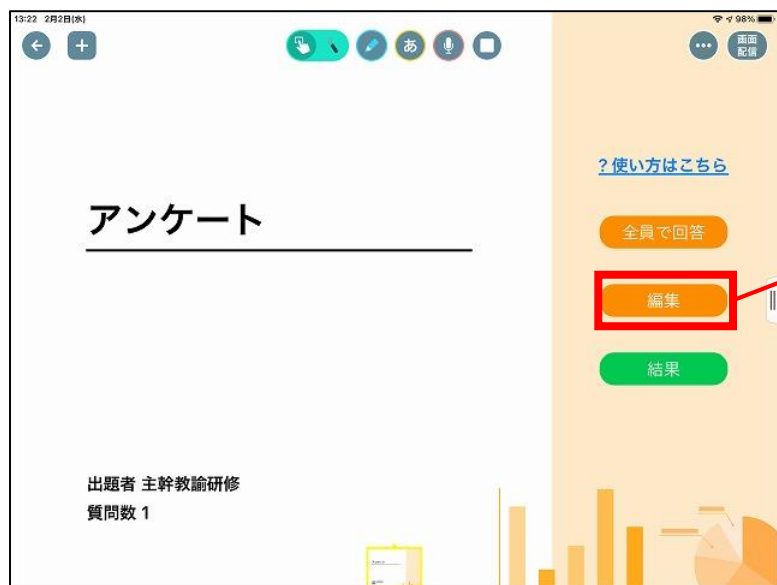 13:22 2月2日(水)
98%
あ
画面
配信
?使い方はこちら
アンケート
全員で回答
編集
結果
出題者 主幹教諭研修
質問数 1